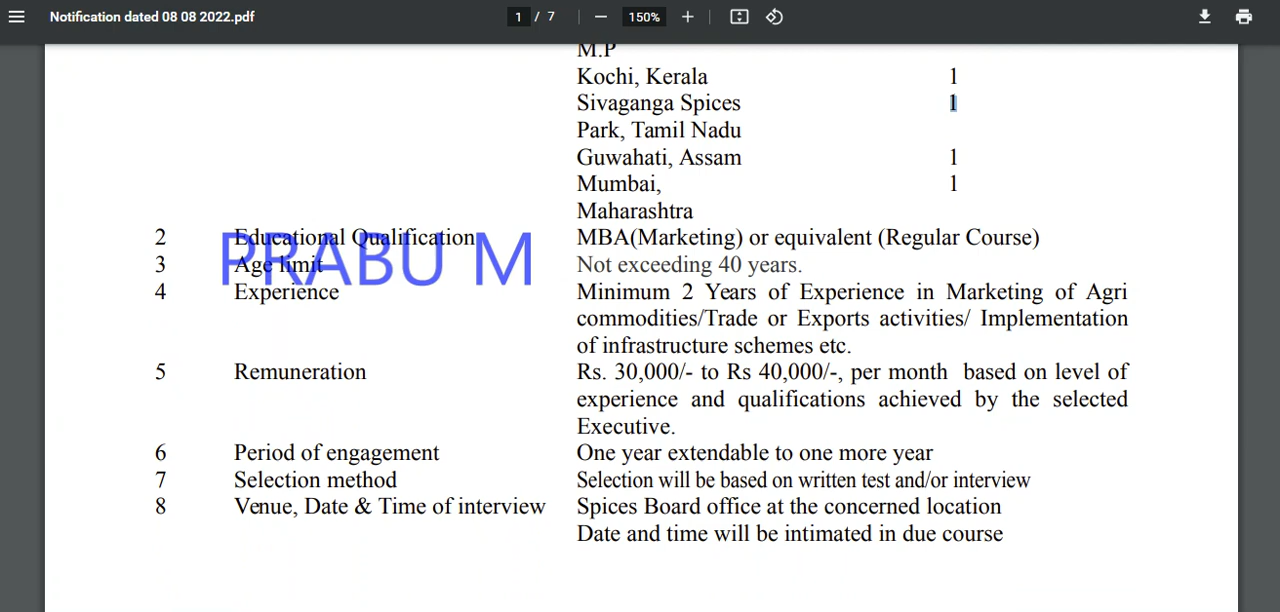 Notification dated 08 08 2022.pdf 1 / 7 150%
M.P
Kochi, Kerala 1
Sivaganga Spices 1
Park, Tamil Nadu
Guwahati, Assam 1
Mumbai, 1
Maharashtra
2 Educational Qualification MBA(Marketing) or equivalent (Regular Course)
PRABU M
3 Age limit Not exceeding 40 years.
4 Experience Minimum 2 Years of Experience in Marketing of Agri
commodities/Trade or Exports activities/ Implementation
of infrastructure schemes etc.
5 Remuneration Rs. 30,000/- to Rs 40,000/-, per month based on level of
experience and qualifications achieved by the selected
Executive.
6 Period of engagement One year extendable to one more year
7 Selection method Selection will be based on written test and/or interview
8 Venue, Date & Time of interview Spices Board office at the concerned location
Date and time will be intimated in due course